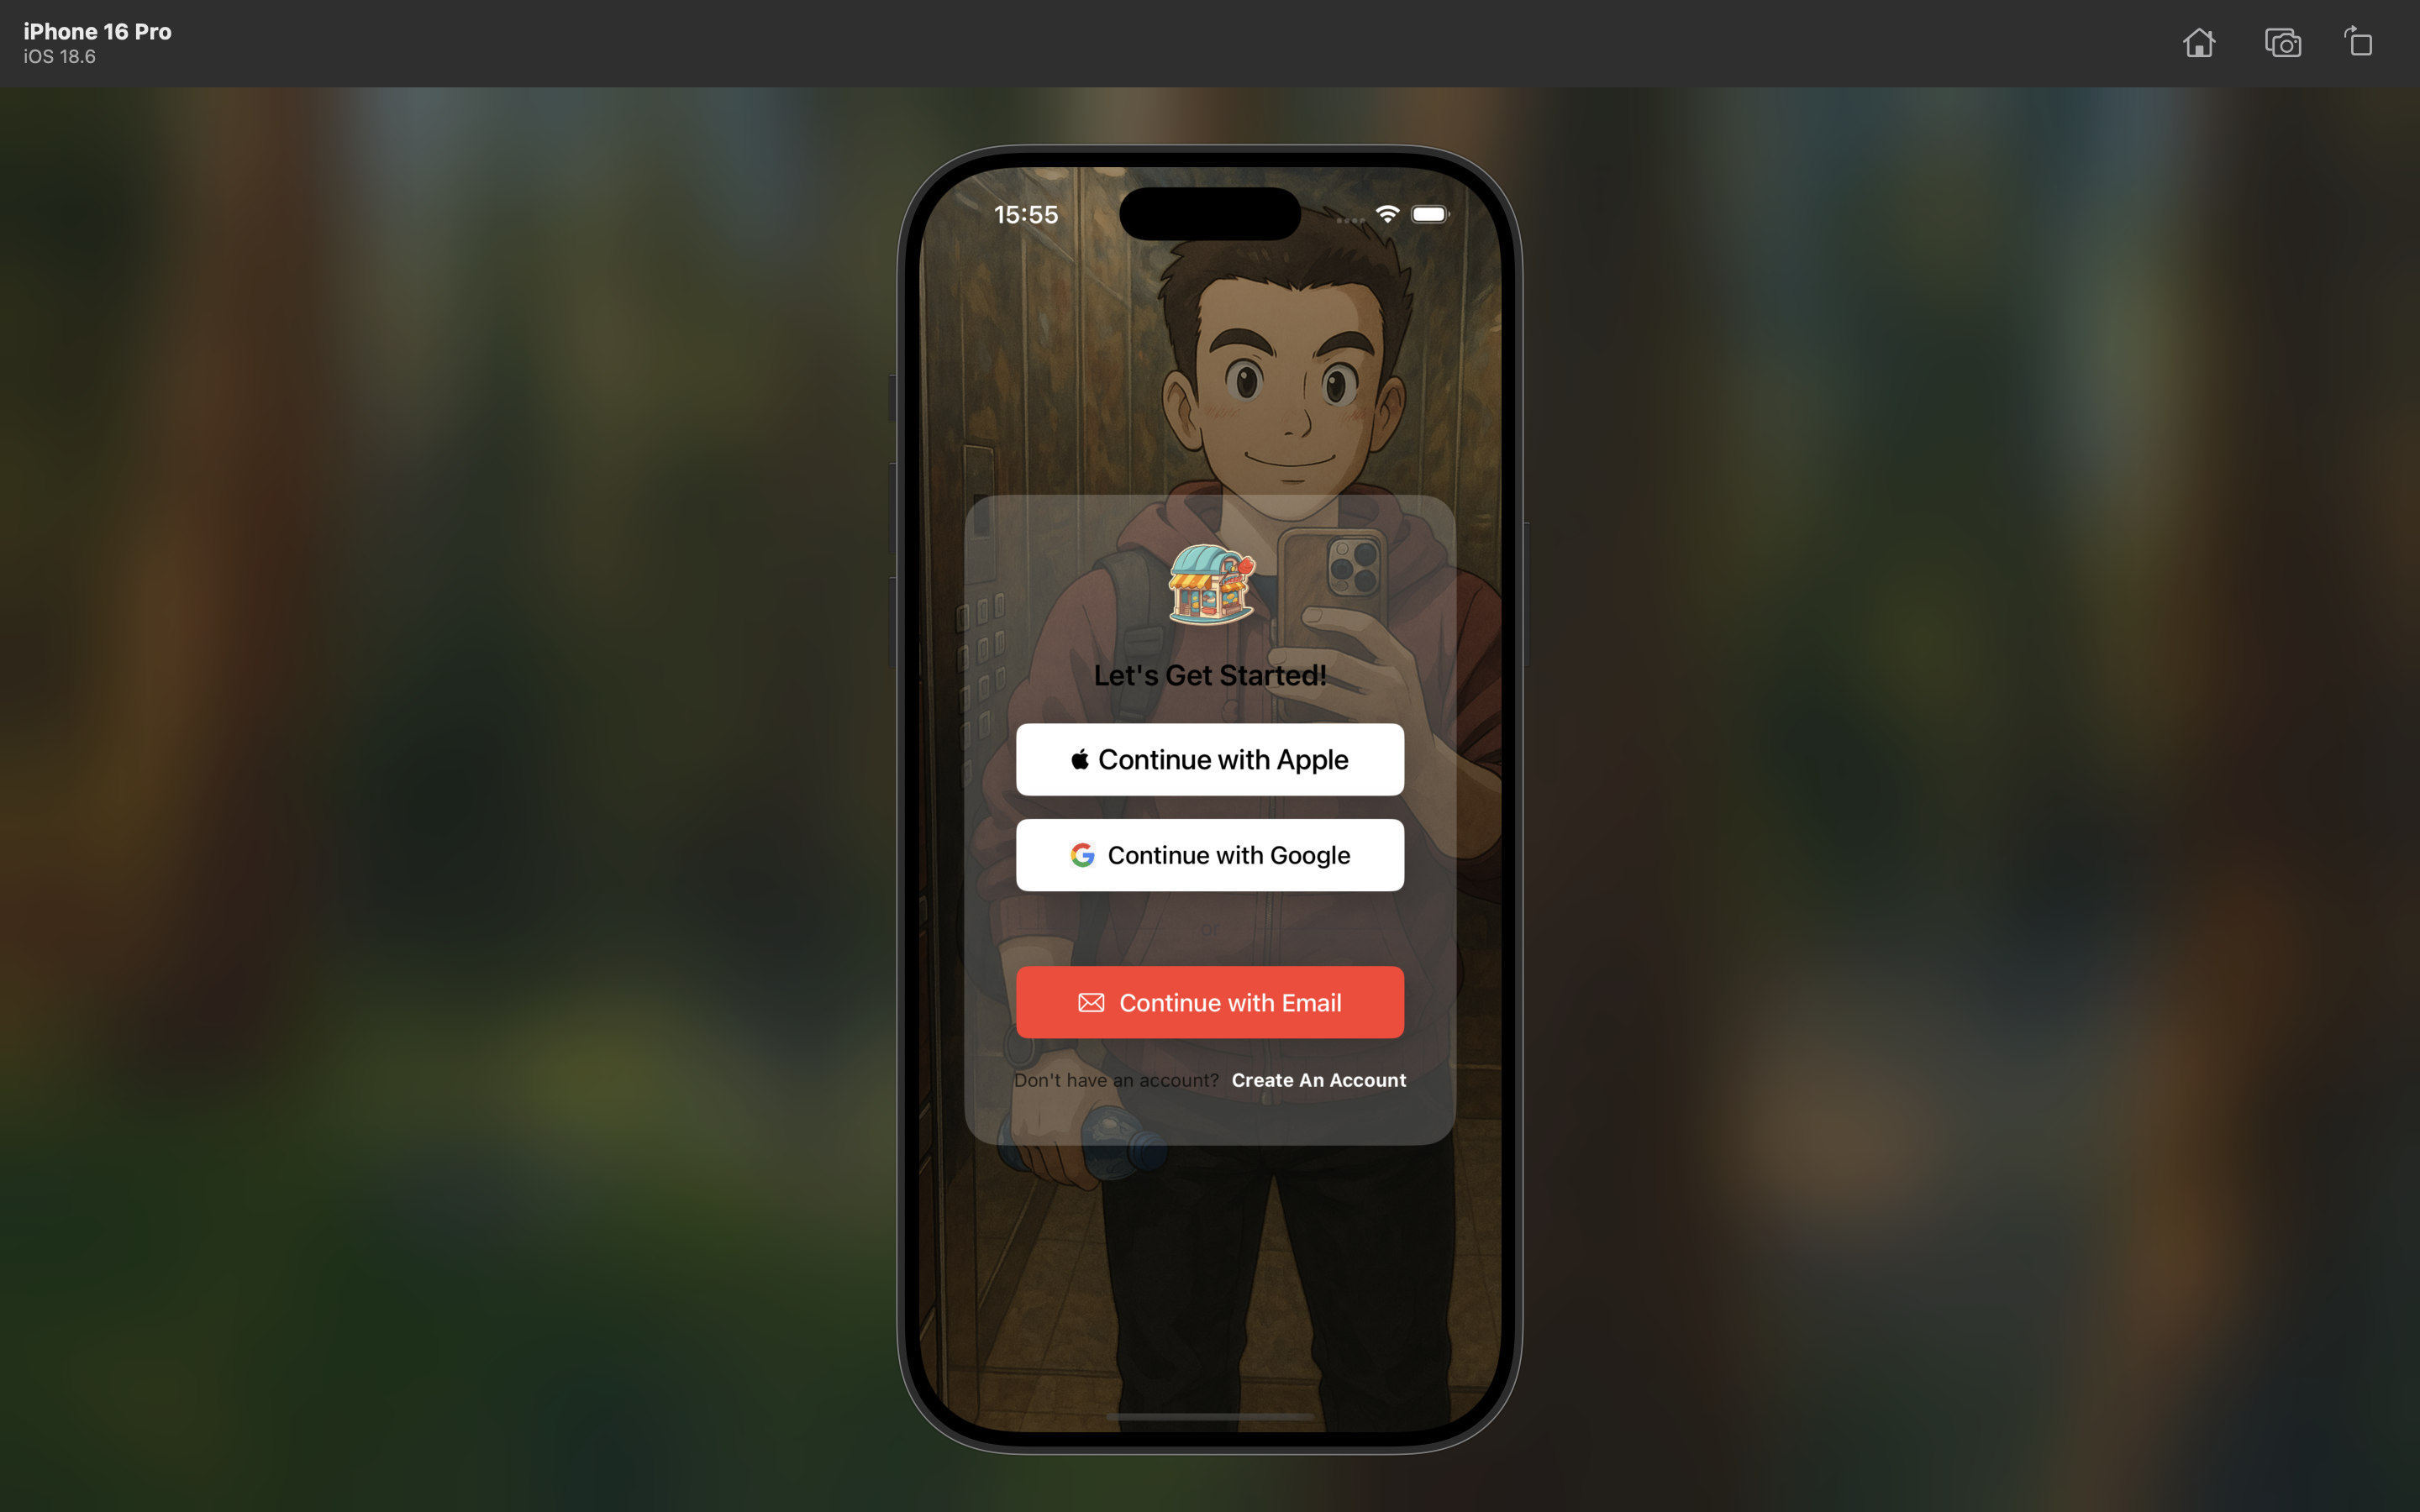 iPhone 16 Pro
iOS 18.6
15:55
Let's Get Started!
Continue with Apple
Continue with Google
or
Continue with Email
Don't have an account? Create An Account